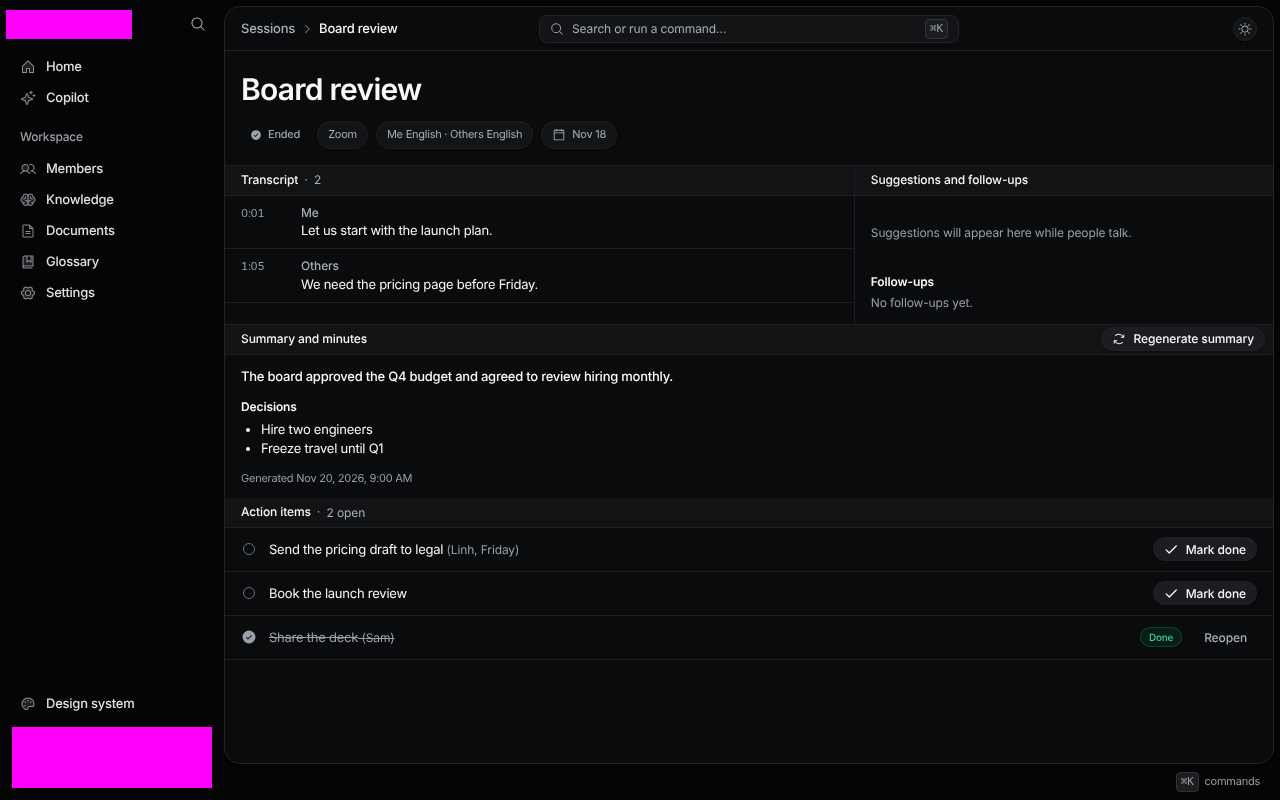 Home
Copilot
Workspace
Members
Knowledge
Documents
Glossary
Settings
Design system
Sessions Board review
Search or run a command... ⌘K
Board review
Ended Zoom Me English · Others English Nov 18
Transcript · 2
0:01 Me
Let us start with the launch plan.
1:05 Others
We need the pricing page before Friday.
Suggestions and follow-ups
Suggestions will appear here while people talk.
Follow-ups
No follow-ups yet.
Summary and minutes Regenerate summary
The board approved the Q4 budget and agreed to review hiring monthly.
Decisions
• Hire two engineers
• Freeze travel until Q1
Generated Nov 20, 2026, 9:00 AM
Action items · 2 open
Send the pricing draft to legal (Linh, Friday) Mark done
Book the launch review Mark done
Share the deck (Sam) Done Reopen
⌘K commands